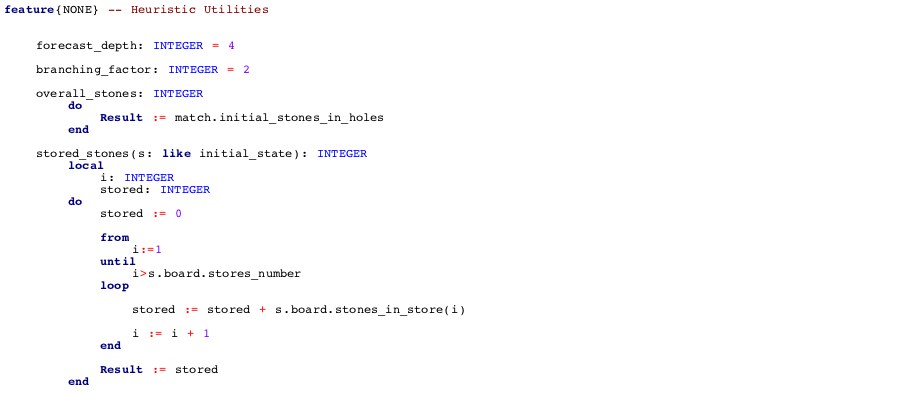 feature{NONE} -- Heuristic Utilities
forecast_depth: INTEGER = 4
branching_factor: INTEGER = 2
overall_stones: INTEGER
do
Result := match.initial_stones_in_holes
end
stored_stones(s: like initial_state): INTEGER
local
i: INTEGER
stored: INTEGER
do
stored := 0
from
i:=1
until
i>s.board.stores_number
loop
stored := stored + s.board.stones_in_store(i)
i := i + 1
end
Result := stored
end